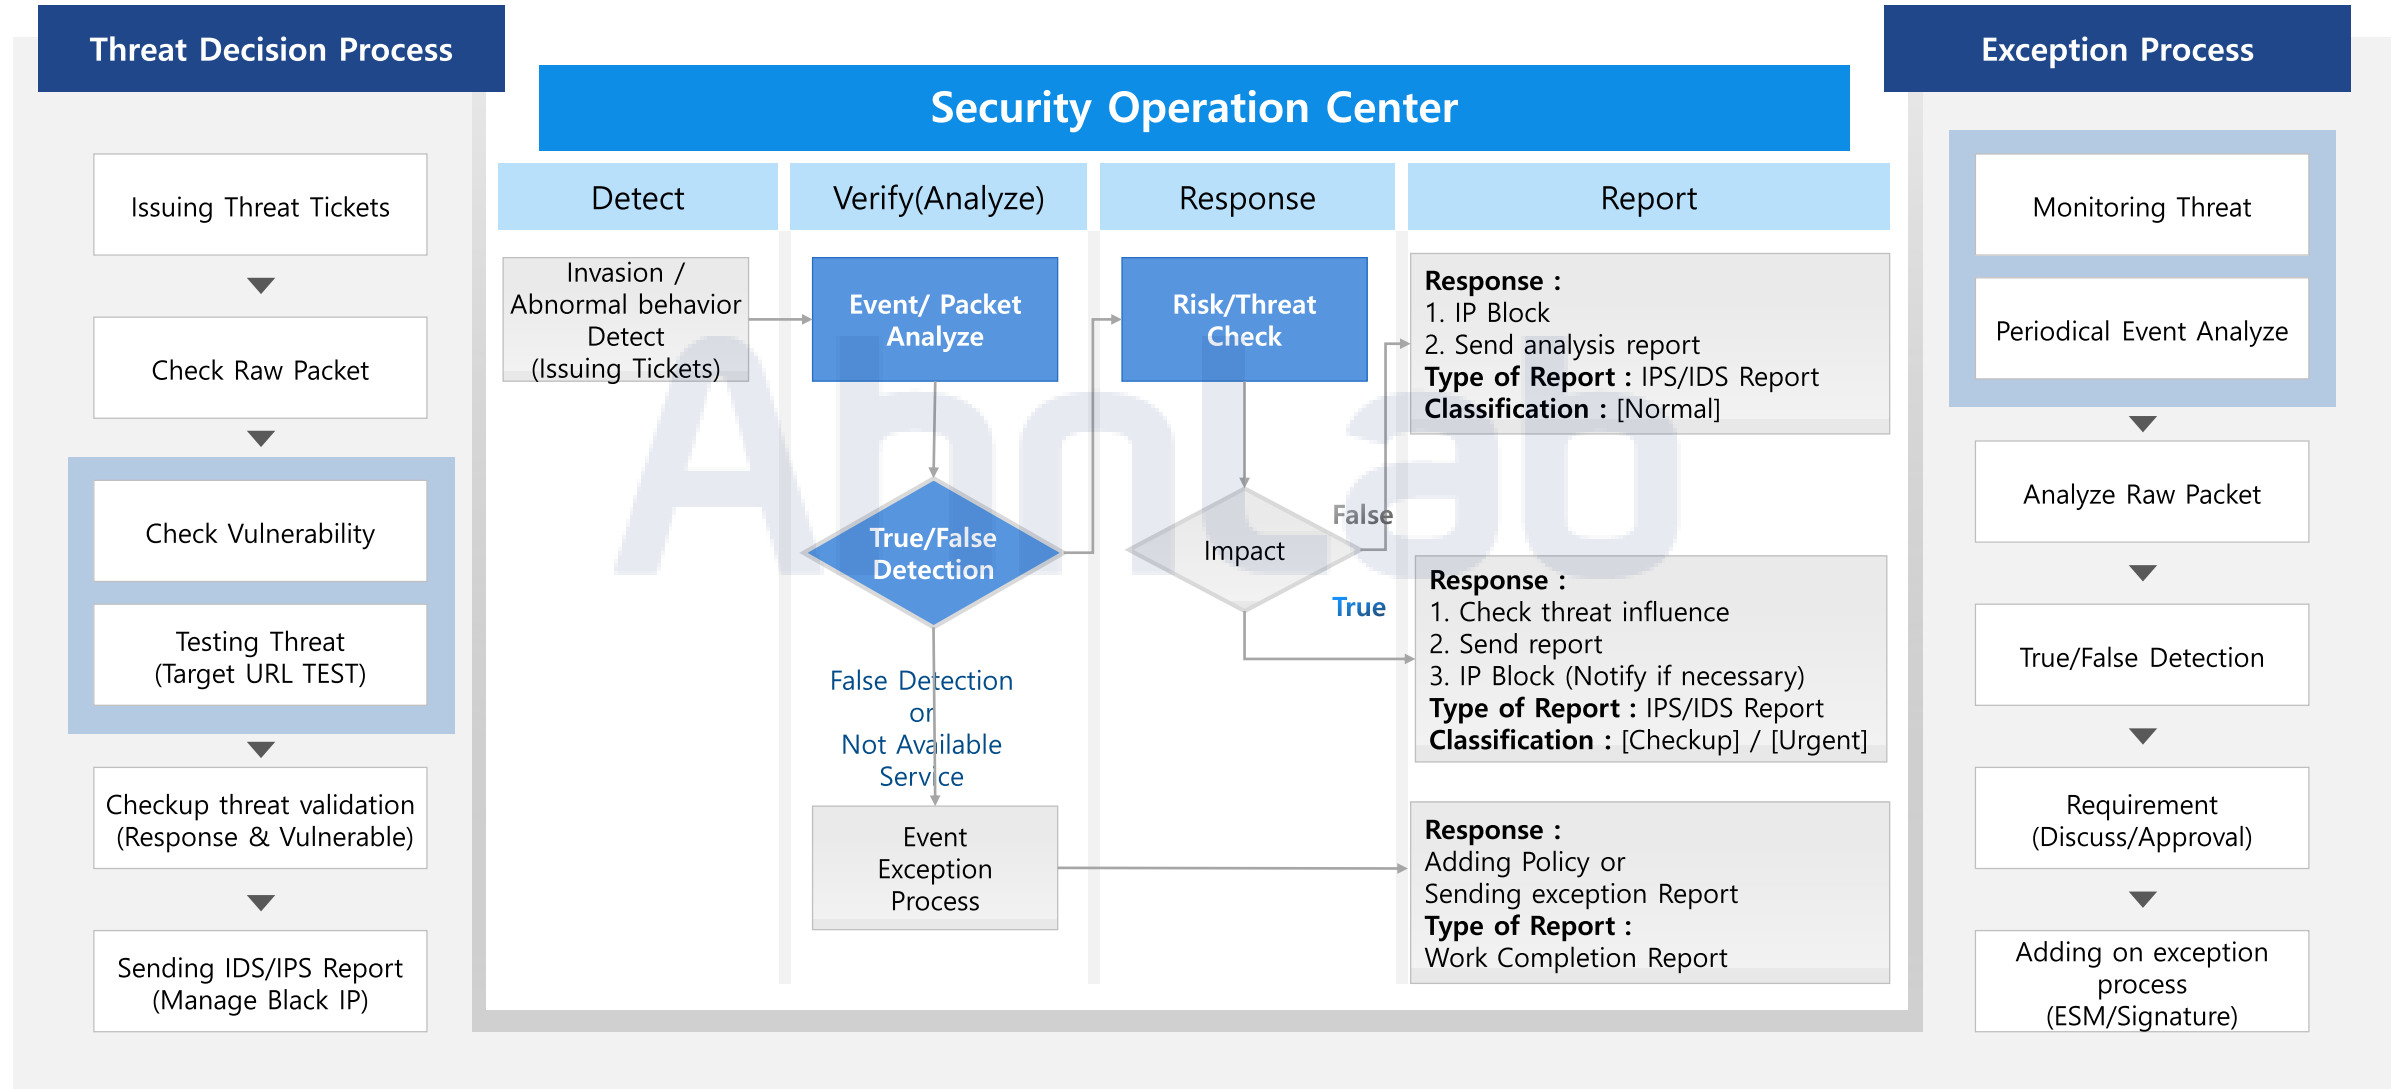 Threat Decision Process
Issuing Threat Tickets
Check Raw Packet
Check Vulnerability
Testing Threat
(Target URL TEST)
Checkup threat validation
(Response & Vulnerable)
Sending IDS/IPS Report
(Manage Black IP)
Security Operation Center
Detect
Verify(Analyze)
Response
Report
Invasion /
Abnormal behavior
Detect
(Issuing Tickets)
Event/ Packet
Analyze
True/False
Detection
False Detection
or
Not Available
Service
Event
Exception
Process
Risk/Threat
Check
Impact
False
True
Response :
1. IP Block
2. Send analysis report
Type of Report : IPS/IDS Report
Classification : [Normal]
Response :
1. Check threat influence
2. Send report
3. IP Block (Notify if necessary)
Type of Report : IPS/IDS Report
Classification : [Checkup] / [Urgent]
Response :
Adding Policy or
Sending exception Report
Type of Report :
Work Completion Report
AhnLab
Exception Process
Monitoring Threat
Periodical Event Analyze
Analyze Raw Packet
True/False Detection
Requirement
(Discuss/Approval)
Adding on exception
process
(ESM/Signature)